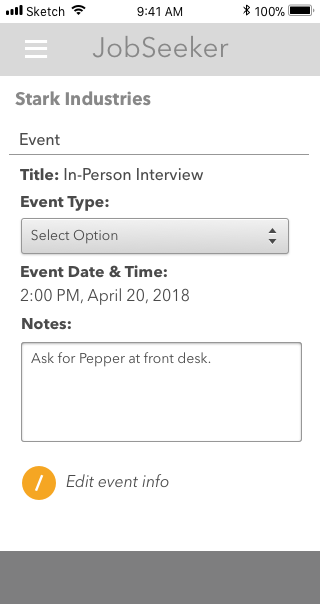 Sketch 9:41 AM 100%
JobSeeker
Stark Industries
Event
Title: In-Person Interview
Event Type:
Select Option
Event Date & Time:
2:00 PM, April 20, 2018
Notes:
Ask for Pepper at front desk.
/ Edit event info